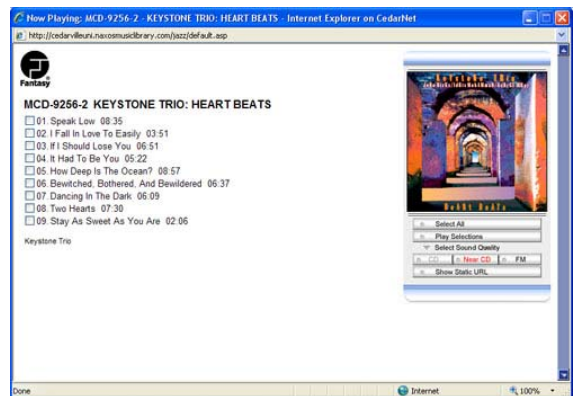 Now Playing: MCD-9256-2 - KEYSTONE TRIO: HEART BEATS - Internet Explorer on CedarNet
http://cedarvilleuni.naxosmusiclibrary.com/jazz/default.asp
Fantasy
MCD-9256-2 KEYSTONE TRIO: HEART BEATS
01. Speak Low 08:35
02. I Fall In Love To Easily 03:51
03. If I Should Lose You 06:51
04. It Had To Be You 05:22
05. How Deep Is The Ocean? 08:57
06. Bewitched, Bothered, And Bewildered 06:37
07. Dancing In The Dark 06:09
08. Two Hearts 07:30
09. Stay As Sweet As You Are 02:06
Keystone Trio
Keystone Trio
Heart Beats
Select All
Play Selections
Select Sound Quality
CD Near CD FM
Show Static URL
Done Internet 100%